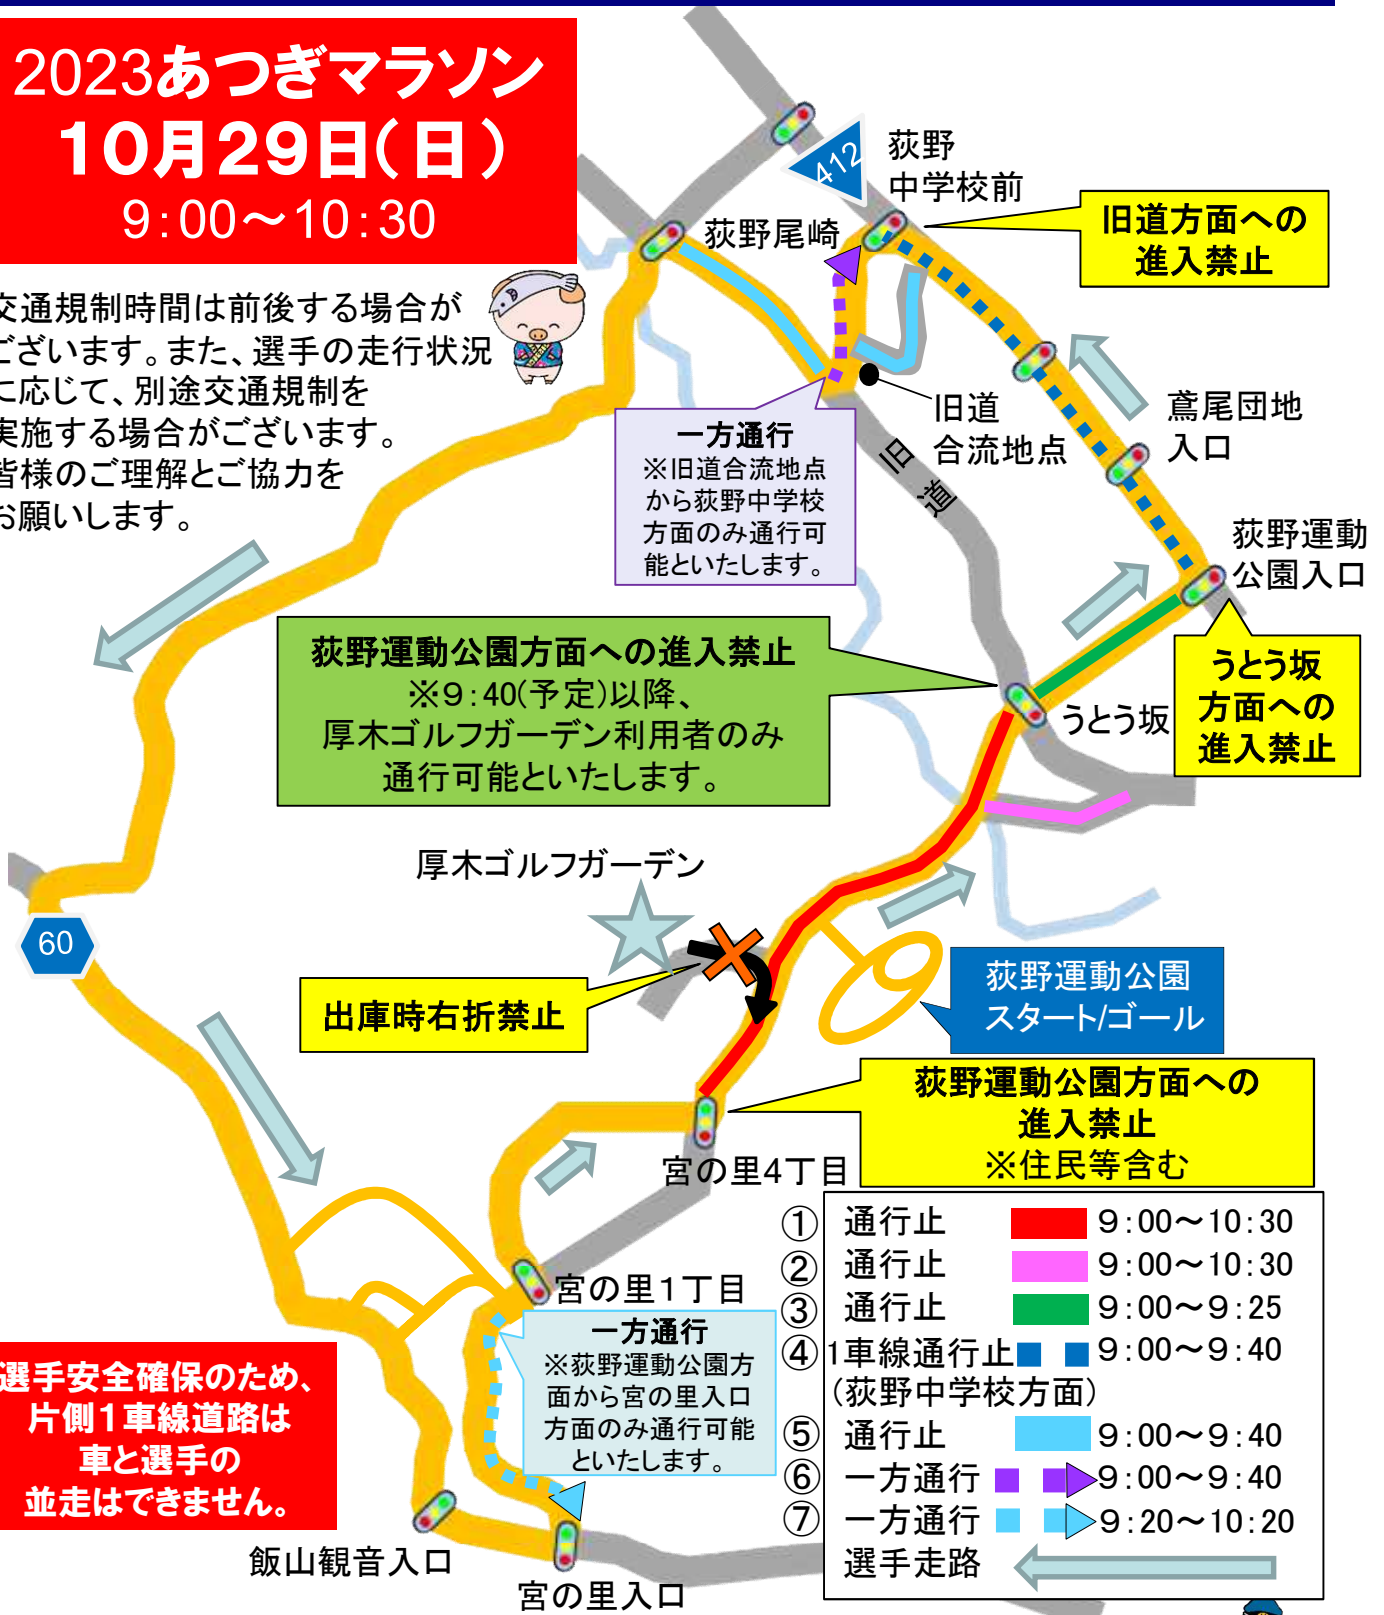 2023あつぎマラソン
10月29日(日)
9:00～10:30
交通規制時間は前後する場合が
ございます。また、選手の走行状況
に応じて、別途交通規制を
実施する場合がございます。
皆様のご理解とご協力を
お願いします。
412
荻野
中学校前
荻野尾崎
旧道方面への
進入禁止
旧道
合流地点
旧
道
鳶尾団地
入口
一方通行
※旧道合流地点
から荻野中学校
方面のみ通行可
能といたします。
荻野運動
公園入口
うとう坂
方面への
進入禁止
荻野運動公園方面への進入禁止
※9:40(予定)以降、
厚木ゴルフガーデン利用者のみ
通行可能といたします。
うとう坂
厚木ゴルフガーデン
60
出庫時右折禁止
荻野運動公園
スタート/ゴール
荻野運動公園方面への
進入禁止
※住民等含む
宮の里4丁目
宮の里1丁目
一方通行
※荻野運動公園方
面から宮の里入口
方面のみ通行可能
といたします。
選手安全確保のため、
片側1車線道路は
車と選手の
並走はできません。
飯山観音入口
宮の里入口
① 通行止 9:00～10:30
② 通行止 9:00～10:30
③ 通行止 9:00～9:25
④ 1車線通行止 9:00～9:40
(荻野中学校方面)
⑤ 通行止 9:00～9:40
⑥ 一方通行 9:00～9:40
⑦ 一方通行 9:20～10:20
選手走路